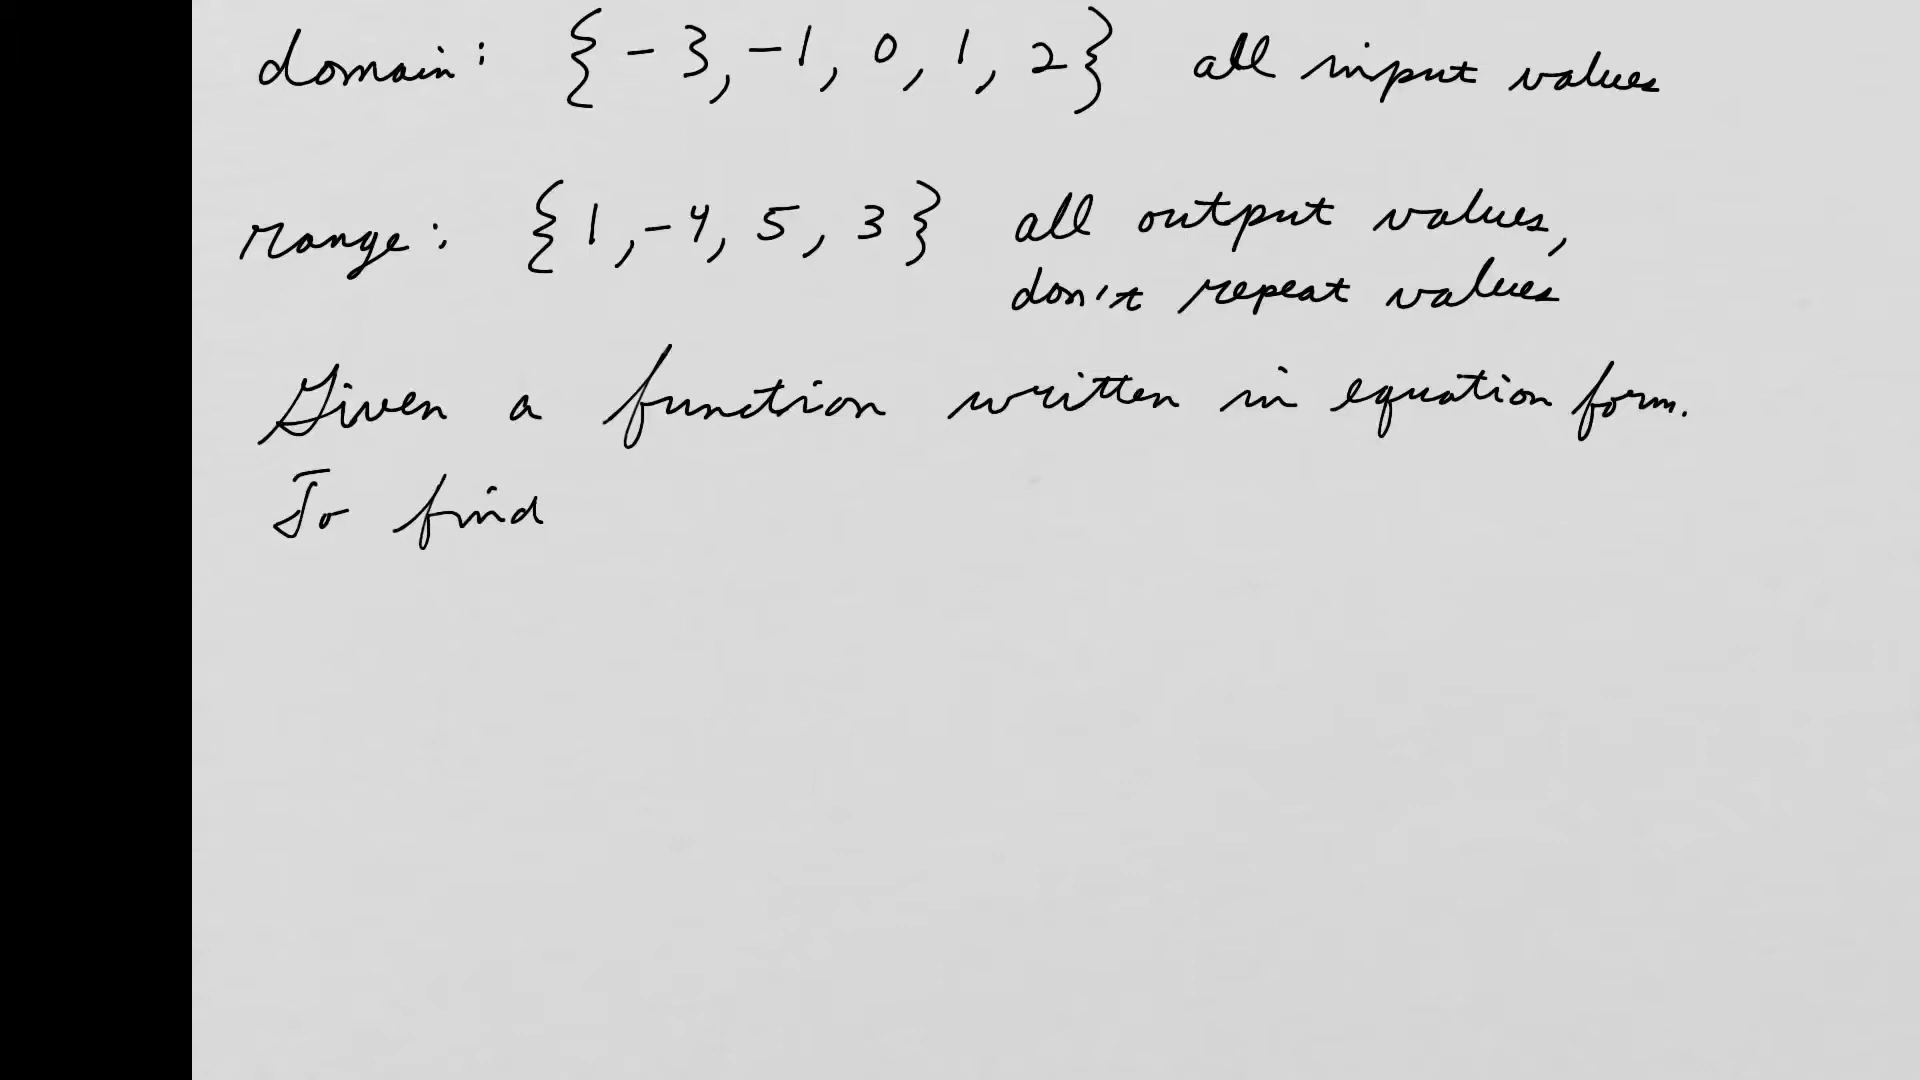 domain: {-3, -1, 0, 1, 2} all input values
range: {1, -4, 5, 3} all output values,
don't repeat values
Given a function written in equation form.
To find